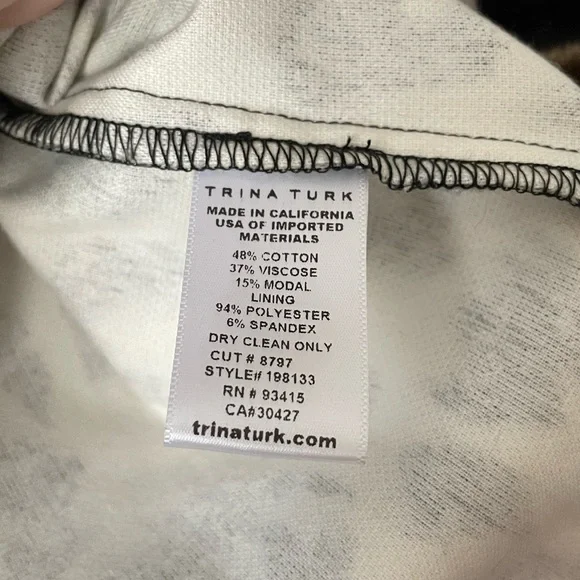 TRINA TURK
MADE IN CALIFORNIA
USA OF IMPORTED
MATERIALS
48% COTTON
37% VISCOSE
15% MODAL
LINING
94% POLYESTER
6% SPANDEX
DRY CLEAN ONLY
CUT # 8797
STYLE# 198133
RN # 93415
CA#30427
trinaturk.com